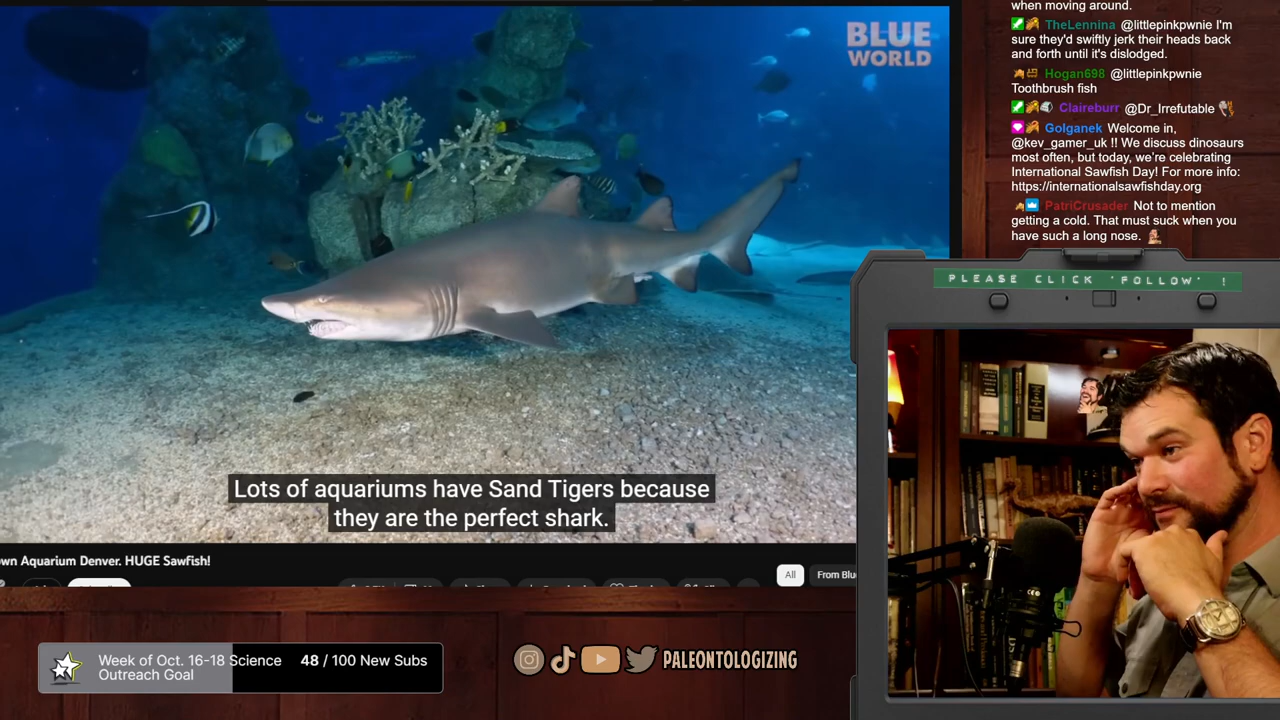 BLUE
WORLD
Lots of aquariums have Sand Tigers because
they are the perfect shark.
own Aquarium Denver. HUGE Sawfish!
All
From Blue
when moving around.
TheLennina @littlepinkpwnie I'm
sure they'd swiftly jerk their heads back
and forth until it's dislodged.
Hogan698 @littlepinkpwnie
Toothbrush fish
Claireburr @Dr_Irrefutable
Golganek Welcome in,
@kev_gamer_uk !! We discuss dinosaurs
most often, but today, we're celebrating
International Sawfish Day! For more info:
https://internationalsawfishday.org
PatriCrusader Not to mention
getting a cold. That must suck when you
have such a long nose.
PLEASE CLICK 'FOLLOW' !
Week of Oct. 16-18 Science 48 / 100 New Subs
Outreach Goal
PALEONTOLOGIZING